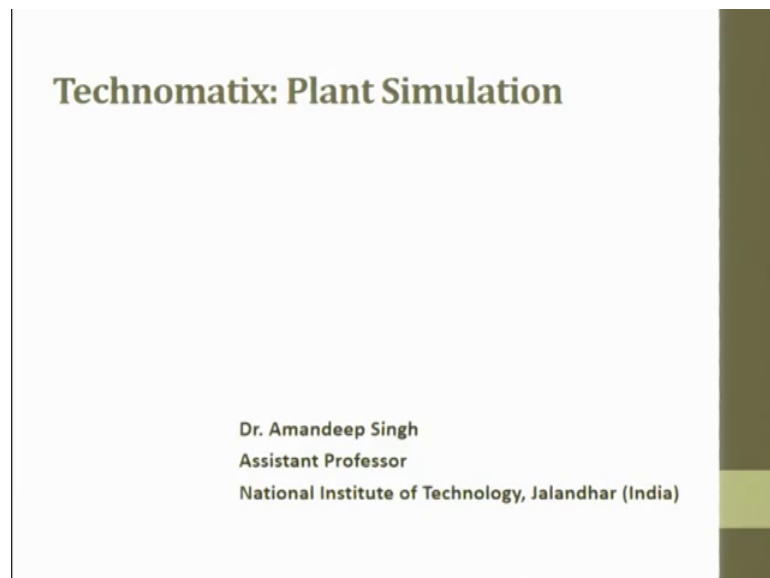 Technomatix: Plant Simulation
Dr. Amandeep Singh
Assistant Professor
National Institute of Technology, Jalandhar (India)